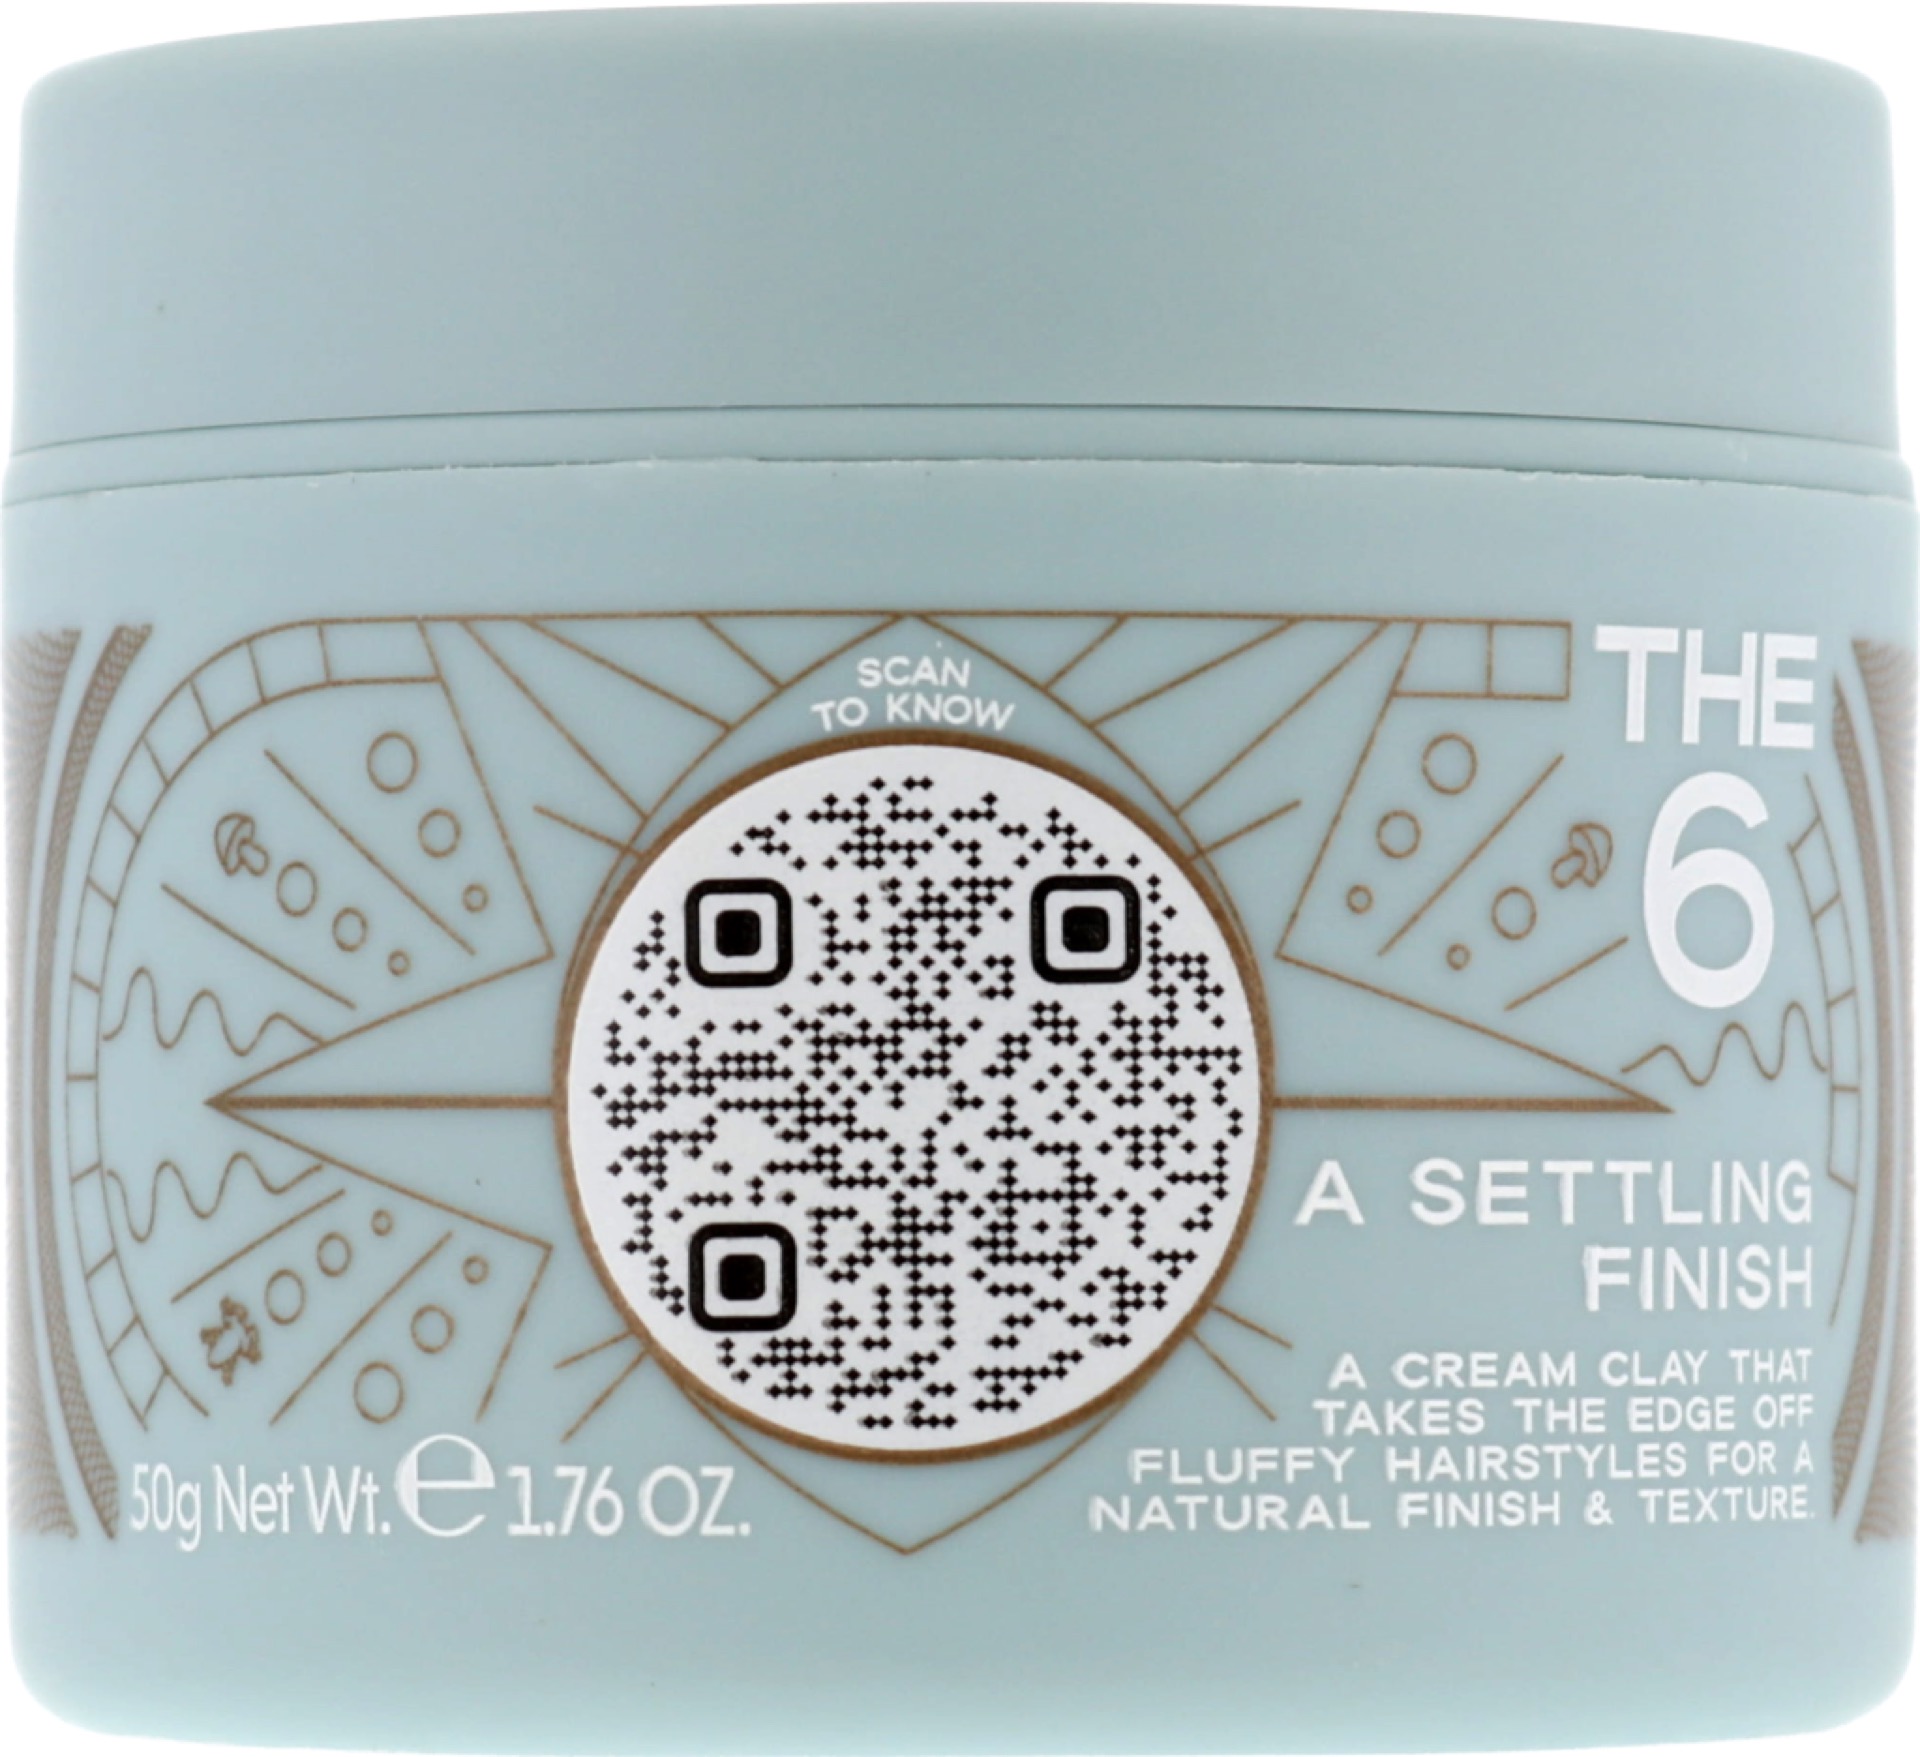 SCAN
TO KNOW
THE
6
A SETTLING
FINISH
A CREAM CLAY THAT
TAKES THE EDGE OFF
FLUFFY HAIRSTYLES FOR A
NATURAL FINISH & TEXTURE.
50g Net Wt. ℮ 1.76 OZ.